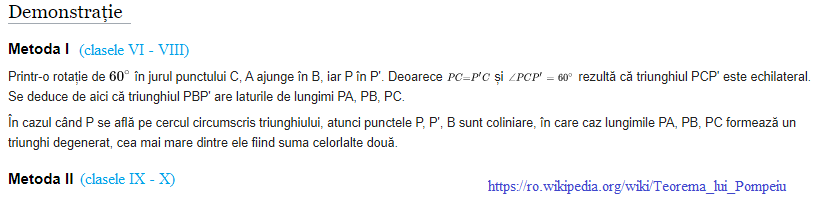 Demonstrație
Metoda I (clasele VI - VIII)
Printr-o rotație de 60° în jurul punctului C, A ajunge în B, iar P în P'. Deoarece PC=P'C și ∠PCP' = 60° rezultă că triunghiul PCP' este echilateral.
Se deduce de aici că triunghiul PBP' are laturile de lungimi PA, PB, PC.
În cazul când P se află pe cercul circumscris triunghiului, atunci punctele P, P', B sunt coliniare, în care caz lungimile PA, PB, PC formează un
triunghi degenerat, cea mai mare dintre ele fiind suma celorlalte două.
Metoda II (clasele IX - X)
https://ro.wikipedia.org/wiki/Teorema_lui_Pompeiu